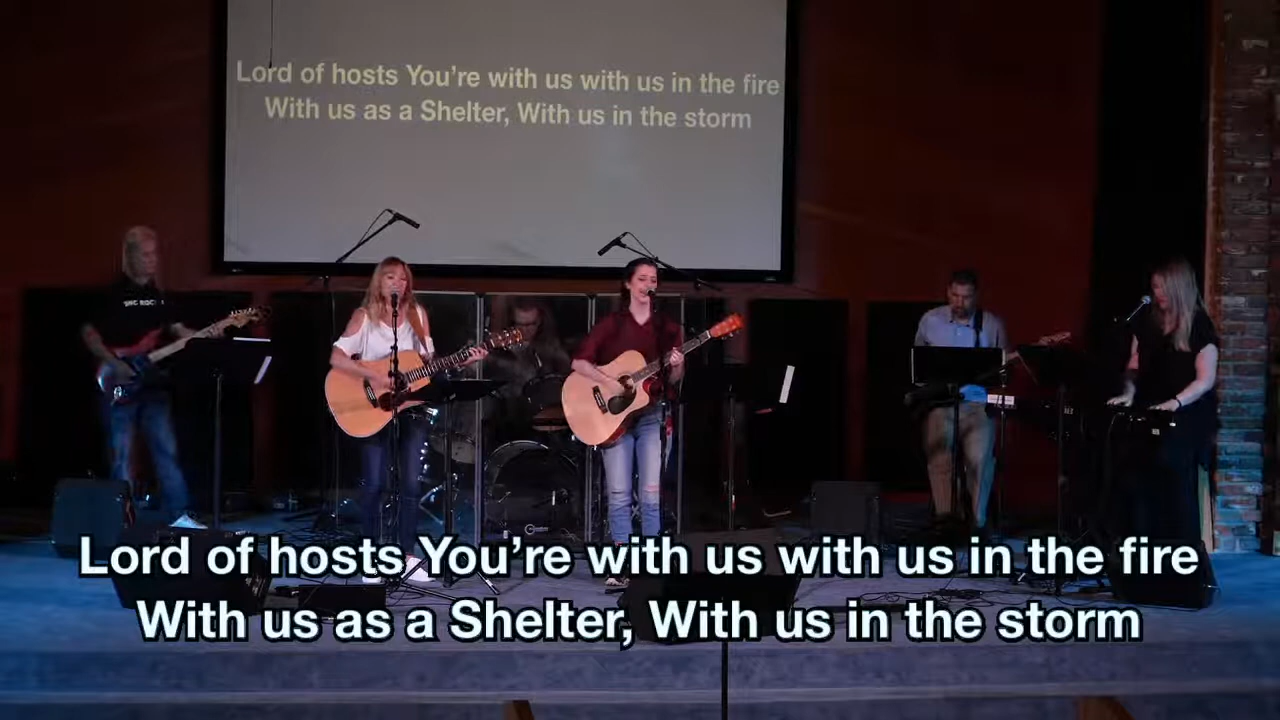 Lord of hosts You're with us with us in the fire
With us as a Shelter, With us in the storm
Lord of hosts You're with us with us in the fire
With us as a Shelter, With us in the storm